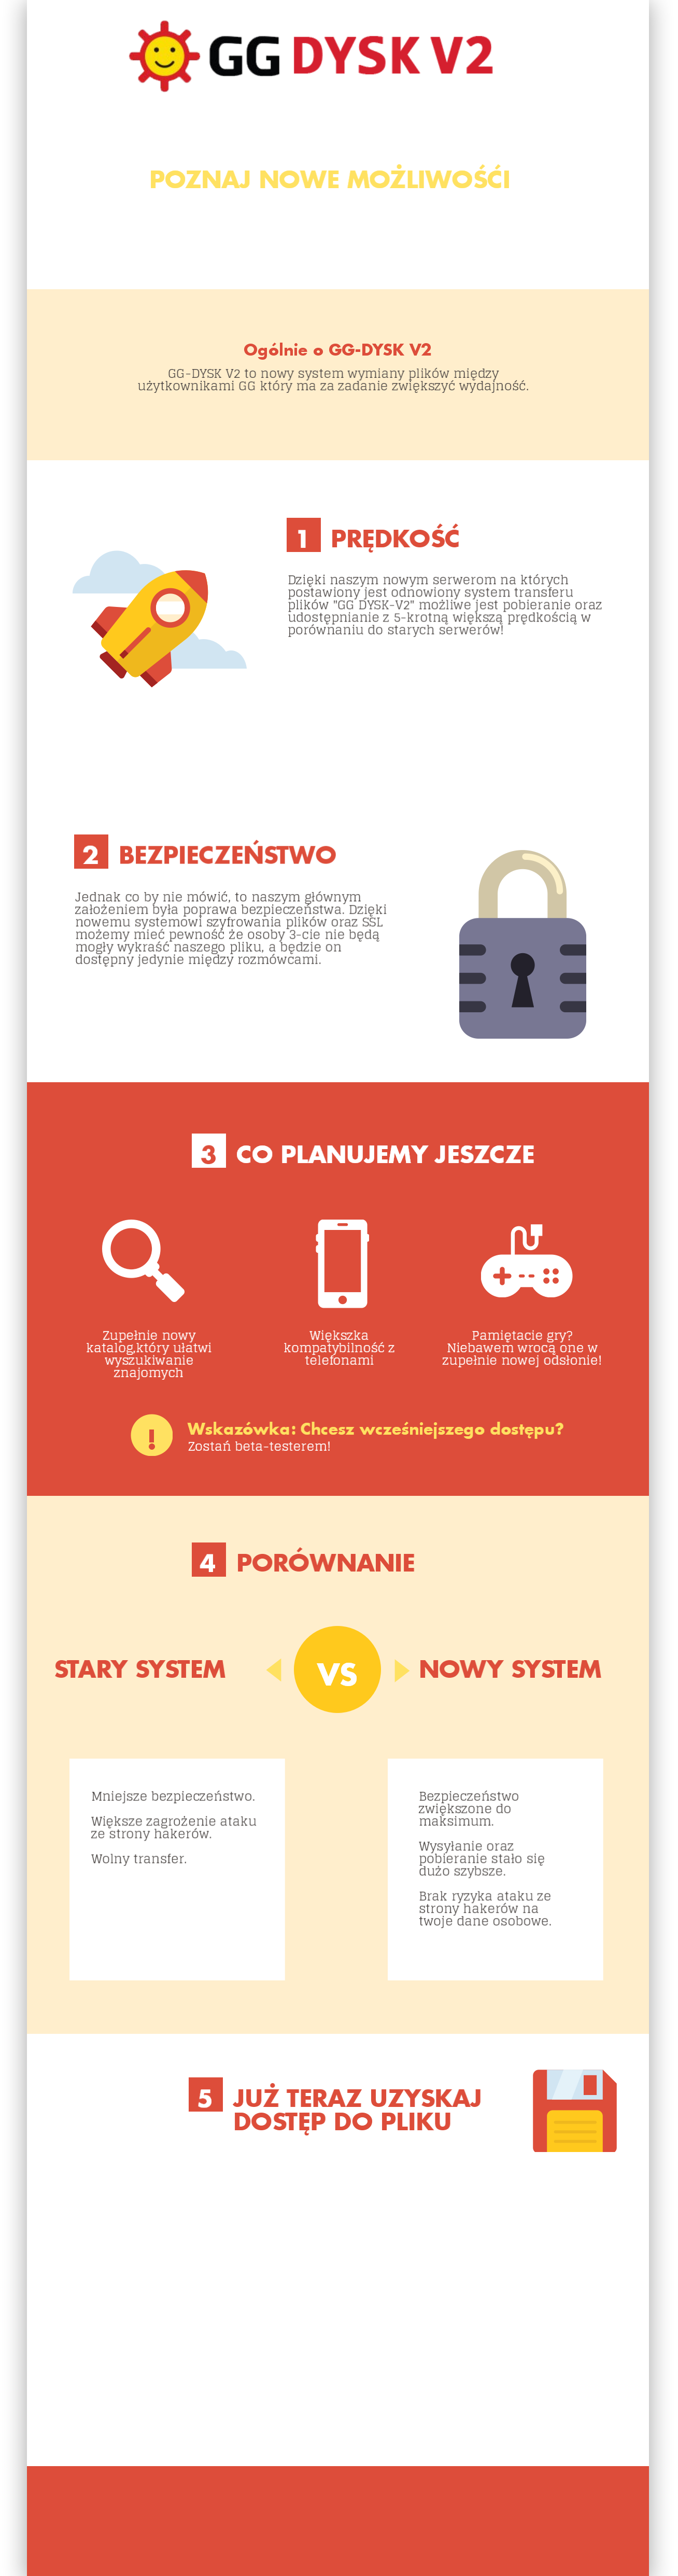 GG DYSK V2
POZNAJ NOWE MOŻLIWOŚĆI
Ogólnie o GG-DYSK V2
GG-DYSK V2 to nowy system wymiany plików między
użytkownikami GG który ma za zadanie zwiększyć wydajność.
1 PRĘDKOŚĆ
Dzięki naszym nowym serwerom na których
postawiony jest odnowiony system transferu
plików "GG DYSK-V2" możliwe jest pobieranie oraz
udostępnianie z 5-krotną większą prędkością w
porównaniu do starych serwerów!
2 BEZPIECZEŃSTWO
Jednak co by nie mówić, to naszym głównym
założeniem była poprawa bezpieczeństwa. Dzięki
nowemu systemowi szyfrowania plików oraz SSL
możemy mieć pewność że osoby 3-cie nie będą
mogły wykraść naszego pliku, a będzie on
dostępny jedynie między rozmówcami.
3 CO PLANUJEMY JESZCZE
Zupełnie nowy
katalog,który ułatwi
wyszukiwanie
znajomych
Większka
kompatybilność z
telefonami
Pamiętacie gry?
Niebawem wrocą one w
zupełnie nowej odsłonie!
! Wskazówka: Chcesz wcześniejszego dostępu?
Zostań beta-testerem!
4 PORÓWNANIE
STARY SYSTEM VS NOWY SYSTEM
Mniejsze bezpieczeństwo.
Większe zagrożenie ataku
ze strony hakerów.
Wolny transfer.
Bezpieczeństwo
zwiększone do
maksimum.
Wysyłanie oraz
pobieranie stało się
dużo szybsze.
Brak ryzyka ataku ze
strony hakerów na
twoje dane osobowe.
5 JUŻ TERAZ UZYSKAJ
DOSTĘP DO PLIKU